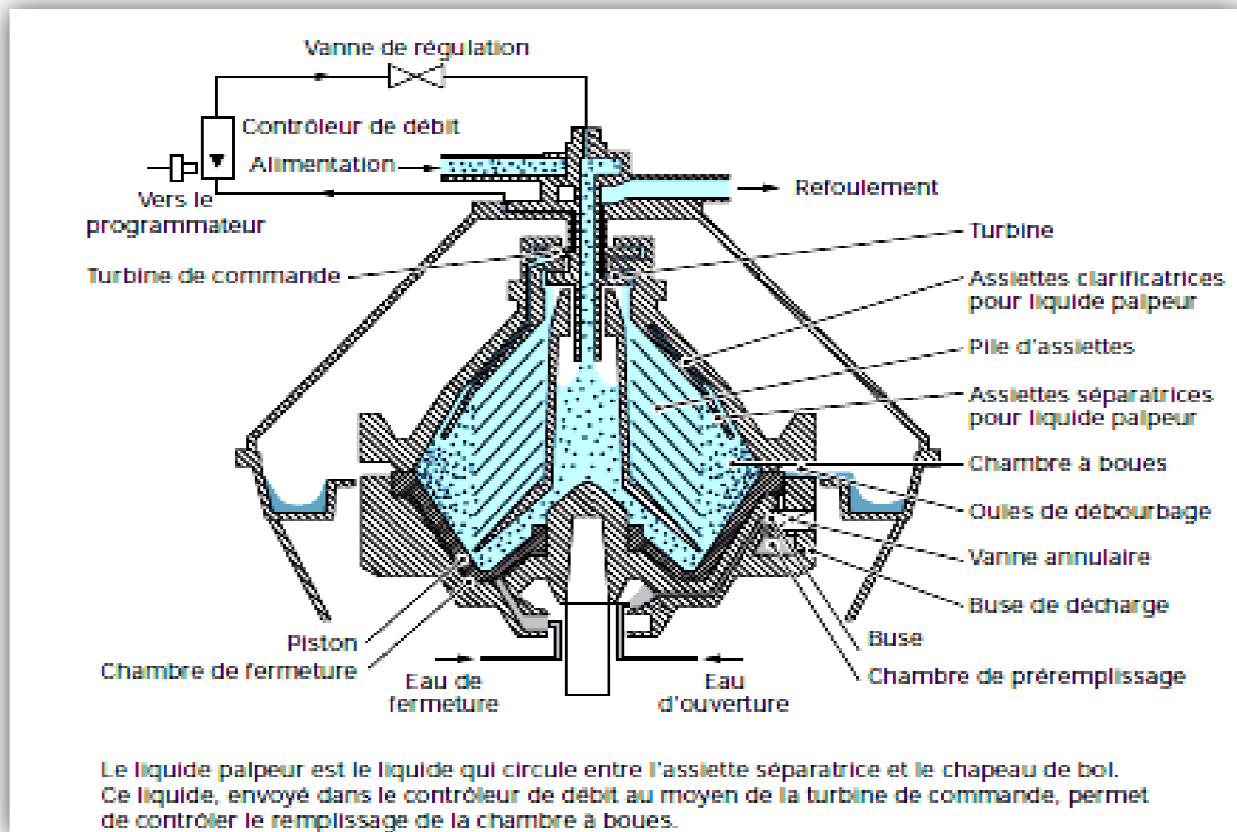 Vanne de régulation
Contrôleur de débit
Alimentation
Vers le
programmateur
Refoulement
Turbine de commande
Turbine
Assiettes clarificatrices
pour liquide palpeur
Pile d'assiettes
Assiettes séparatrices
pour liquide palpeur
Chambre à boues
Ouïes de débourbage
Vanne annulaire
Buse de décharge
Buse
Chambre de préremplissage
Piston
Chambre de fermeture
Eau de
fermeture
Eau
d'ouverture
Le liquide palpeur est le liquide qui circule entre l'assiette séparatrice et le chapeau de bol.
Ce liquide, envoyé dans le contrôleur de débit au moyen de la turbine de commande, permet
de contrôler le remplissage de la chambre à boues.